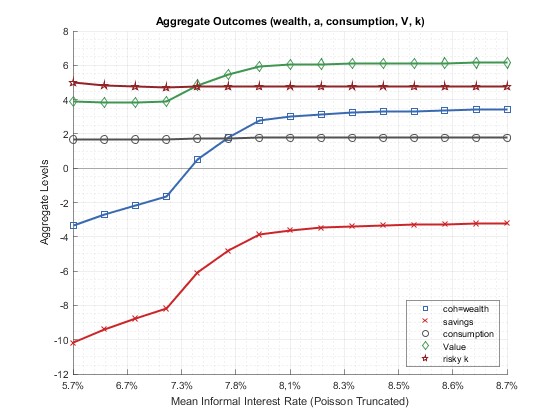 Aggregate Outcomes (wealth, a, consumption, V, k)
8
6
4
2
0
-2
-4
-6
-8
-10
-12
Aggregate Levels
5.7% 6.7% 7.3% 7.8% 8,1% 8.3% 8.5% 8.6% 8.7%
Mean Informal Interest Rate (Poisson Truncated)
coh=wealth
savings
consumption
Value
risky k